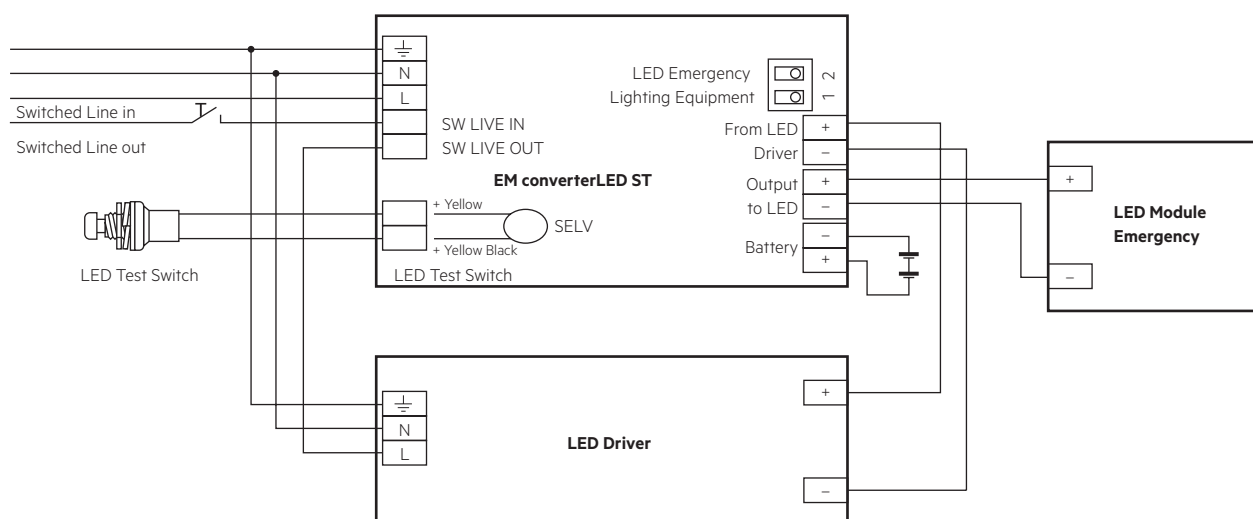 N
L
Switched Line in
Switched Line out
SW LIVE IN
SW LIVE OUT
EM converterLED ST
+ Yellow
SELV
+ Yellow Black
LED Test Switch
LED Test Switch
LED Emergency
Lighting Equipment
2
1
From LED
Driver
+
–
Output
to LED
+
–
Battery
–
+
+
–
LED Module
Emergency
N
L
LED Driver
+
–